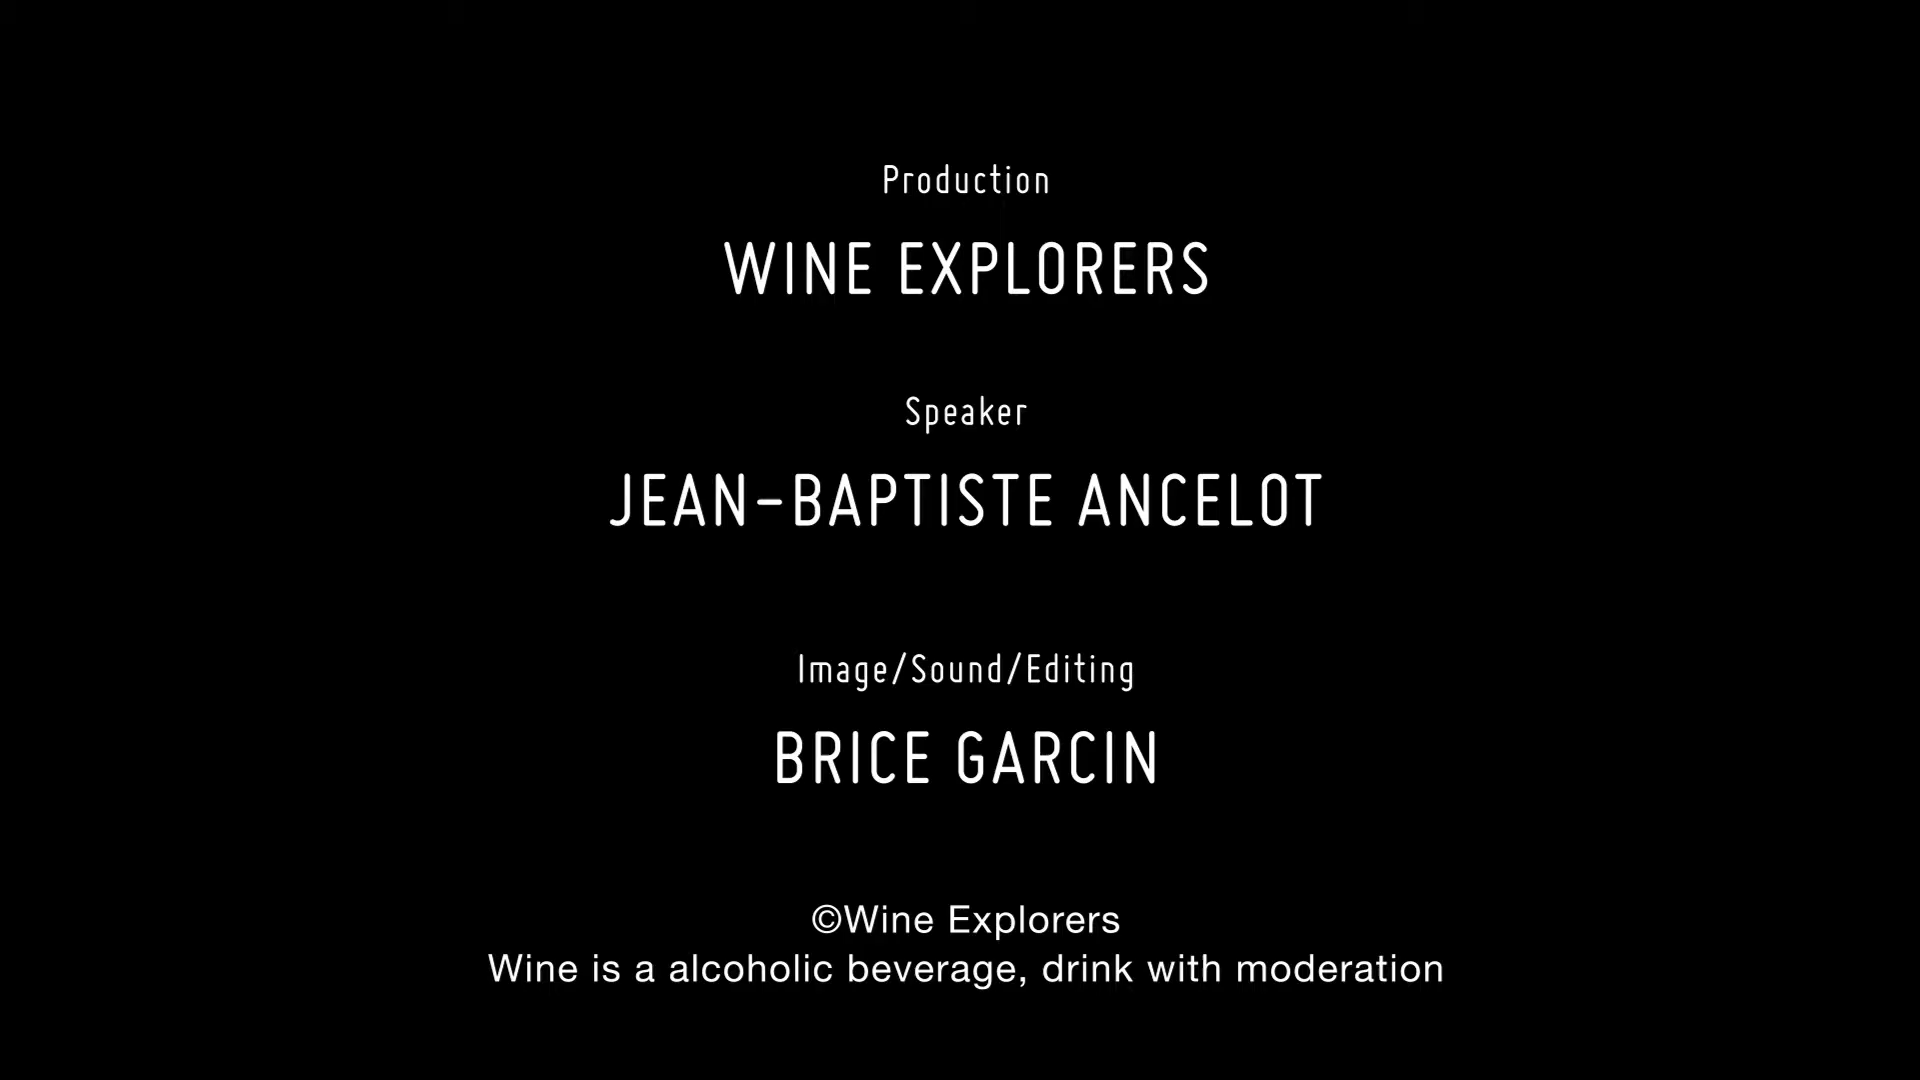 Production
WINE EXPLORERS
Speaker
JEAN-BAPTISTE ANCELOT
Image/Sound/Editing
BRICE GARCIN
©Wine Explorers
Wine is a alcoholic beverage, drink with moderation